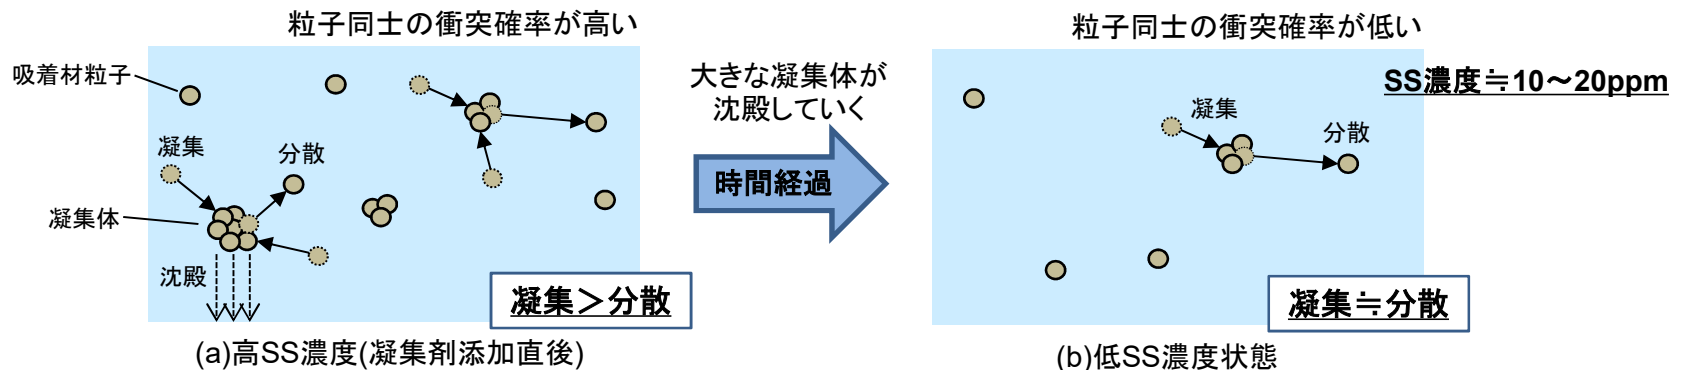 粒子同士の衝突確率が高い
吸着材粒子
凝集
分散
凝集体
沈殿
凝集＞分散
(a)高SS濃度(凝集剤添加直後)
大きな凝集体が
沈殿していく
時間経過
粒子同士の衝突確率が低い
SS濃度≒10～20ppm
凝集
分散
凝集≒分散
(b)低SS濃度状態